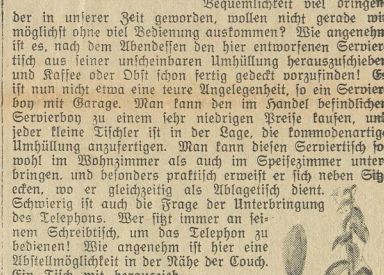 Bequemlichkeit viel
der in unserer Zeit geworden, wollen nicht gerade
möglichst ohne viel Bedienung auskommen? Wie angenehm
ist es, nach dem Abendessen den hier entworfenen Servier
tisch aus seiner unscheinbaren Umhüllung herauszuschieben
und Kaffee oder Obst schon fertig gedeckt vorzufinden! Es
ist nun nicht etwa eine teure Angelegenheit, so ein Servier
boy mit Garage. Man kann den im Handel befindlichen
Servierboy zu einem sehr niedrigen Preise kaufen, und
jeder kleine Tischler ist in der Lage, die kommodenartige
Umhüllung anzufertigen. Man kann diesen Serviertisch so
wohl im Wohnzimmer als auch im Speisezimmer unter
bringen. und besonders praktisch erweist er sich neben Sitz
ecken, wo er gleichzeitig als Ablagetisch dient.
Schwierig ist auch die Frage der Unterbringung
des Telephons. Wer sitzt immer an sei-
nem Schreibtisch, um das Telephon zu
bedienen! Wie angenehm ist hier eine
Abstellmöglichkeit in der Nähe der Couch.
Ein Tisch mit